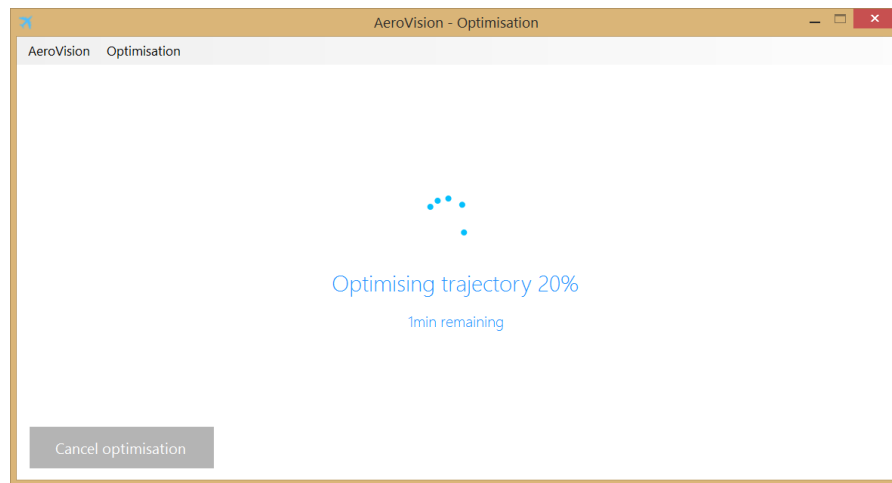 AeroVision - Optimisation
AeroVision Optimisation
Optimising trajectory 20%
1min remaining
Cancel optimisation